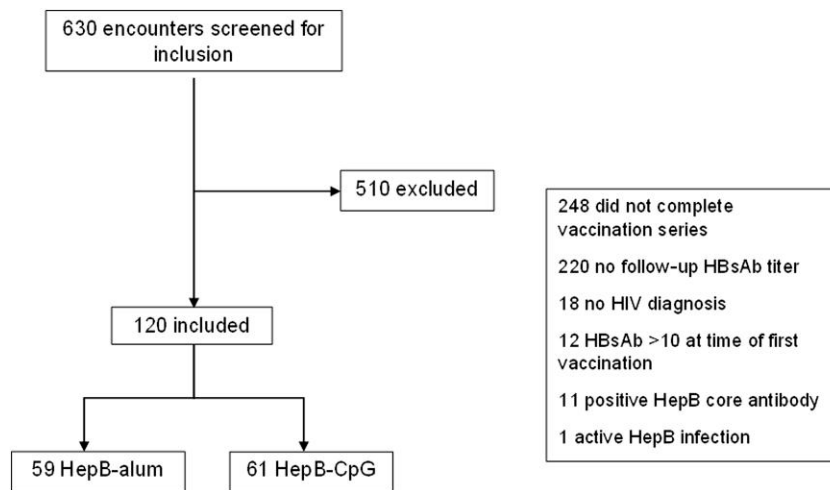 630 encounters screened for
inclusion
510 excluded
120 included
59 HepB-alum
61 HepB-CpG
248 did not complete
vaccination series
220 no follow-up HBsAb titer
18 no HIV diagnosis
12 HBsAb >10 at time of first
vaccination
11 positive HepB core antibody
1 active HepB infection